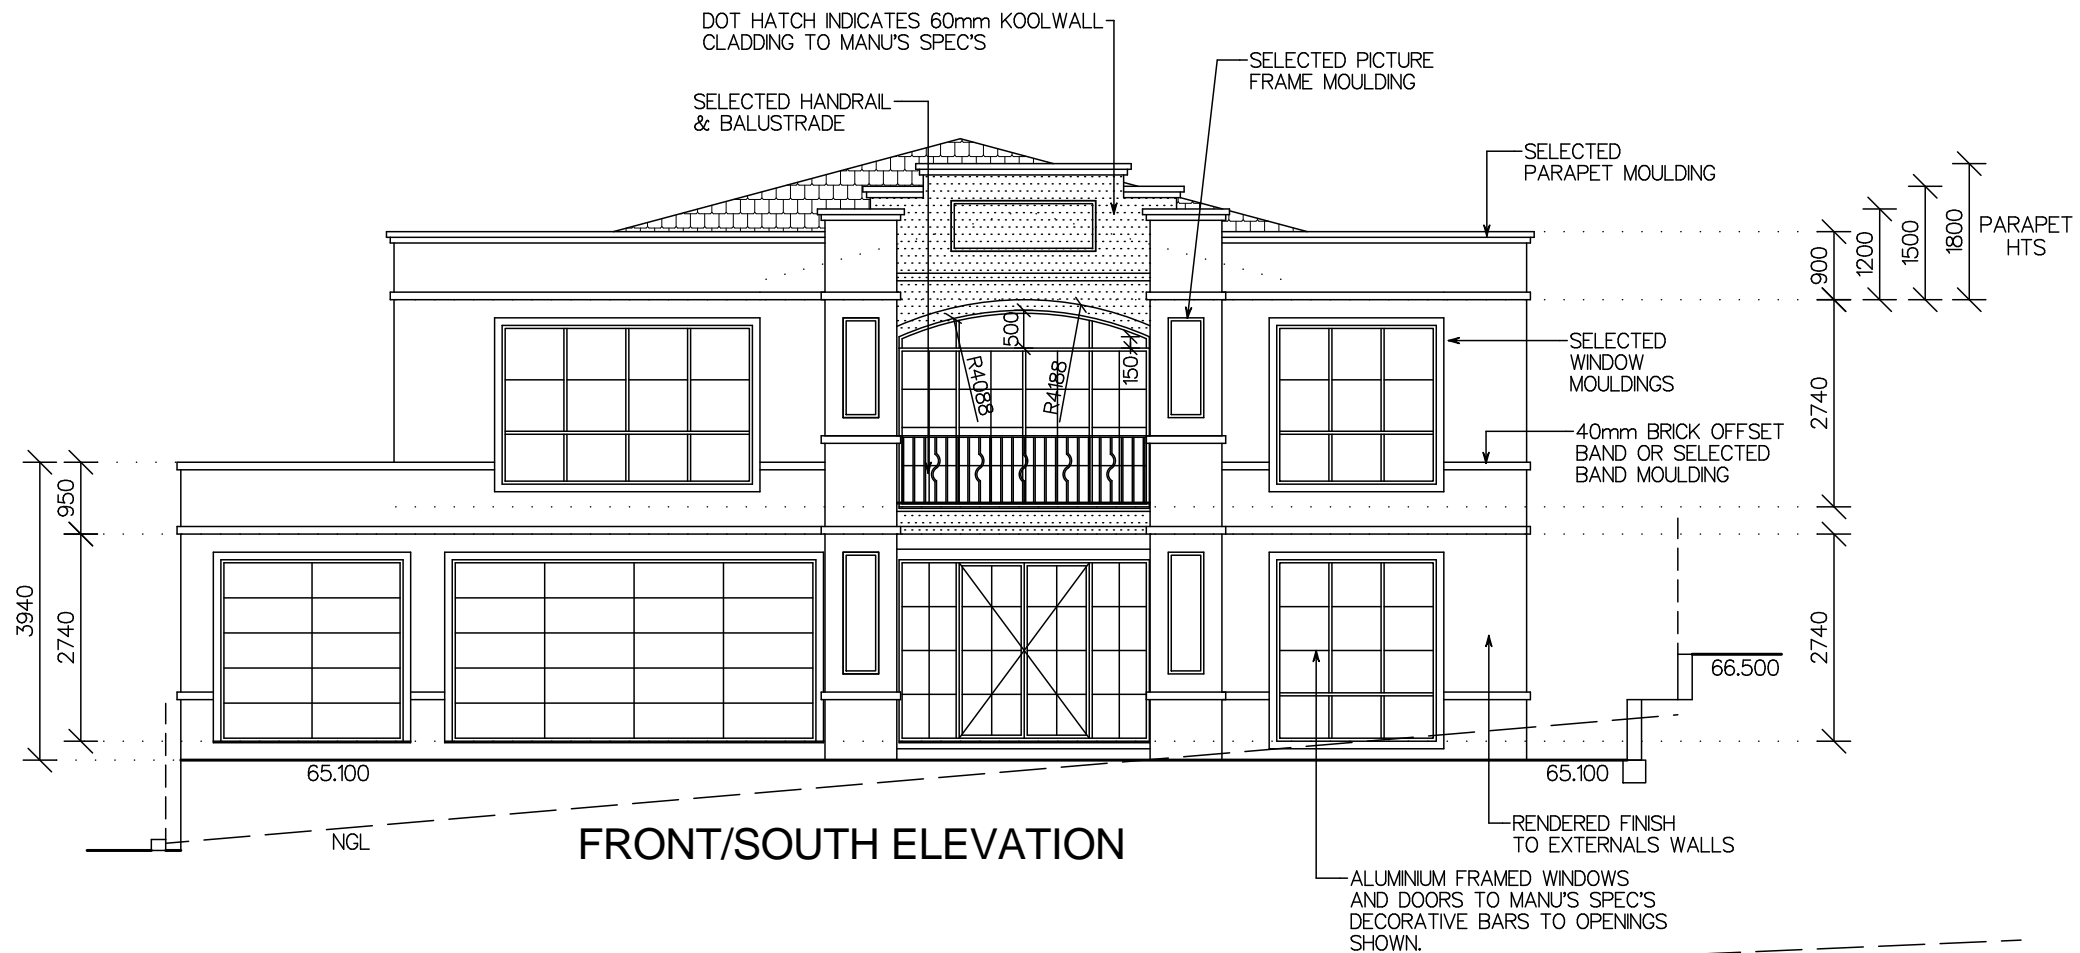 DOT HATCH INDICATES 60mm KOOLWALL
CLADDING TO MANU'S SPEC'S
SELECTED PICTURE
FRAME MOULDING
SELECTED HANDRAIL
& BALUSTRADE
SELECTED
PARAPET MOULDING
900
1200
1500
1800
PARAPET
HTS
500
150
R4088
R4188
SELECTED
WINDOW
MOULDINGS
2740
40mm BRICK OFFSET
BAND OR SELECTED
BAND MOULDING
950
3940
2740
2740
66.500
65.100
65.100
NGL
FRONT/SOUTH ELEVATION
RENDERED FINISH
TO EXTERNALS WALLS
ALUMINIUM FRAMED WINDOWS
AND DOORS TO MANU'S SPEC'S
DECORATIVE BARS TO OPENINGS
SHOWN.